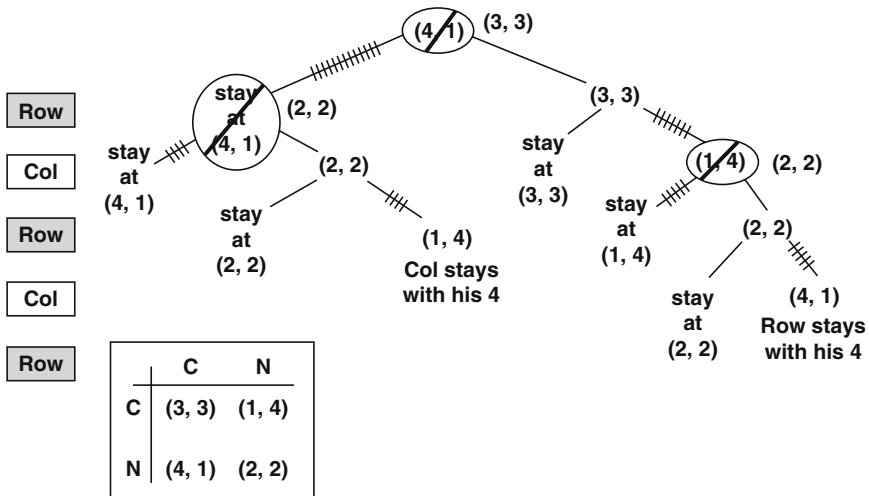 (4, 1) (3, 3)
Row
stay
at
(4, 1)
(2, 2)
(3, 3)
stay
at
(4, 1)
Col
(2, 2)
stay
at
(3, 3)
(1, 4)
(2, 2)
stay
at
(2, 2)
Row
(1, 4)
Col stays
with his 4
stay
at
(1, 4)
(2, 2)
Col
stay
at
(2, 2)
(4, 1)
Row stays
with his 4
Row
C N
C (3, 3) (1, 4)
N (4, 1) (2, 2)